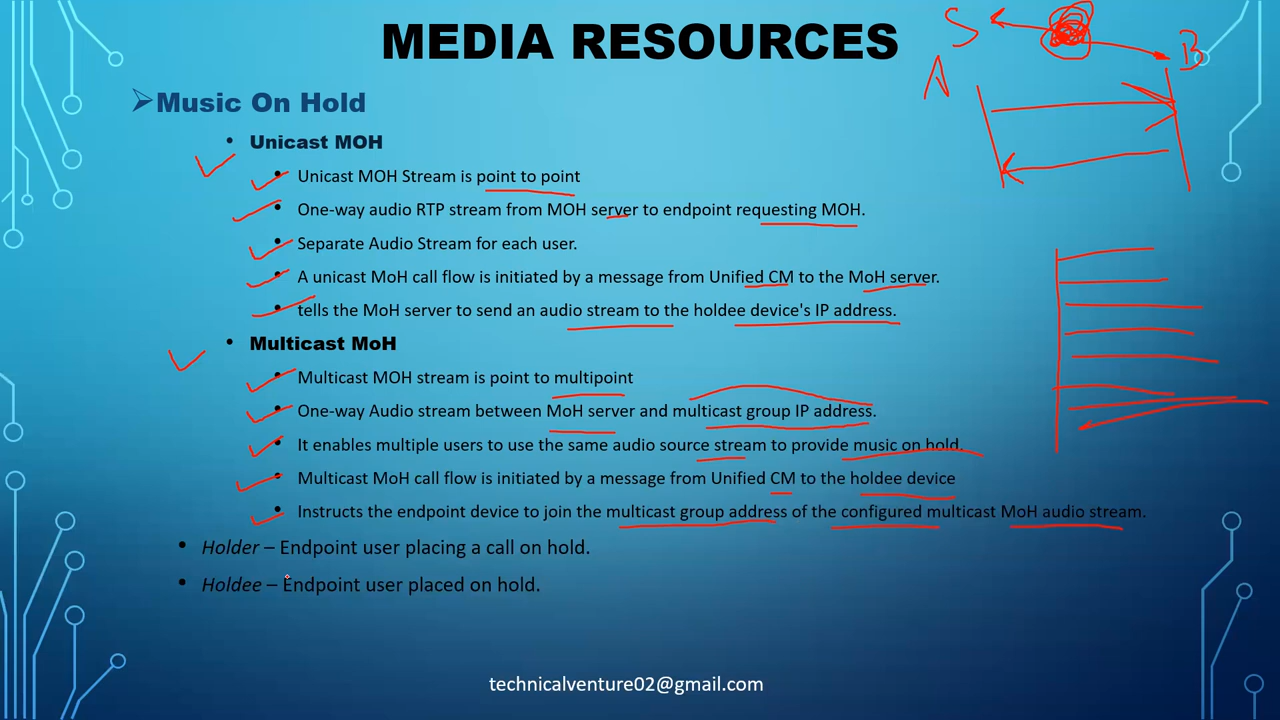 MEDIA RESOURCES
S
B
A
Music On Hold
Unicast MOH
Unicast MOH Stream is point to point
One-way audio RTP stream from MOH server to endpoint requesting MOH.
Separate Audio Stream for each user.
A unicast MoH call flow is initiated by a message from Unified CM to the MoH server.
tells the MoH server to send an audio stream to the holdee device's IP address.
Multicast MoH
Multicast MOH stream is point to multipoint
One-way Audio stream between MoH server and multicast group IP address.
It enables multiple users to use the same audio source stream to provide music on hold.
Multicast MoH call flow is initiated by a message from Unified CM to the holdee device
Instructs the endpoint device to join the multicast group address of the configured multicast MoH audio stream.
Holder – Endpoint user placing a call on hold.
Holdee – Endpoint user placed on hold.
technicalventure02@gmail.com